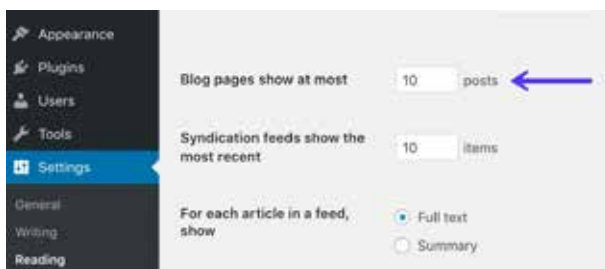 Appearance
Plugins
Users
Tools
Settings
General
Writing
Reading
Blog pages show at most 10 posts
Syndication feeds show the
most recent 10 items
For each article in a feed,
show
Full text
Summary